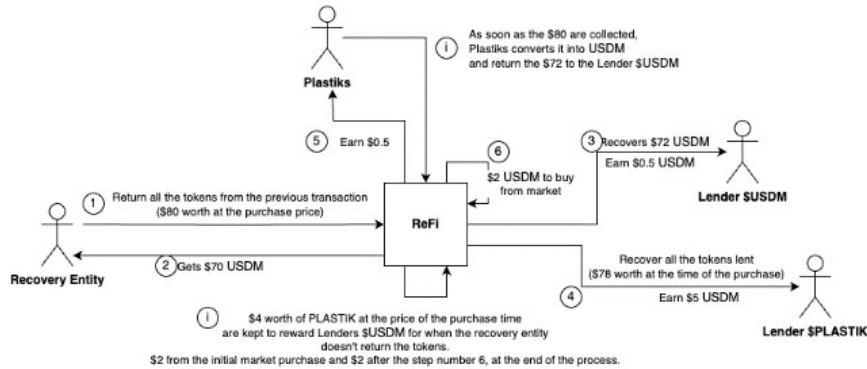 i
As soon as the $80 are collected,
Plastiks converts it into USDM
and return the $72 to the Lender $USDM
Plastiks
5
Earn $0.5
6
$2 USDM to buy
from market
3
Recovers $72 USDM
Earn $0.5 USDM
Lender $USDM
1
Return all the tokens from the previous transaction
($80 worth at the purchase price)
ReFi
Recovery Entity
2
Gets $70 USDM
Recover all the tokens lent
($78 worth at the time of the purchase)
4
Earn $5 USDM
Lender $PLASTIK
i
$4 worth of PLASTIK at the price of the purchase time
are kept to reward Lenders $USDM for when the recovery entity
doesn't return the tokens.
$2 from the initial market purchase and $2 after the step number 6, at the end of the process.